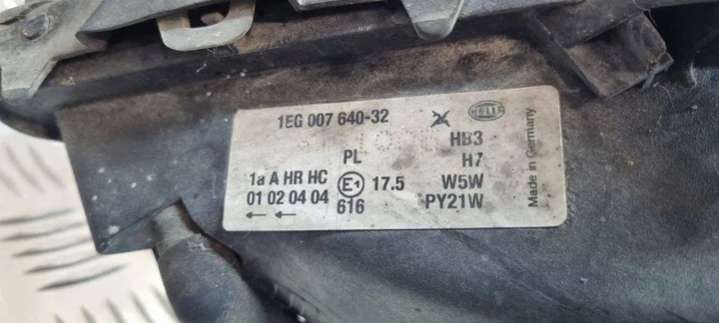 1EG 007 640-32
HELLA
HB3
PL
H7
1a A HR HC
E1
17.5
W5W
01 02 04 04
616
PY21W
Made in Germany